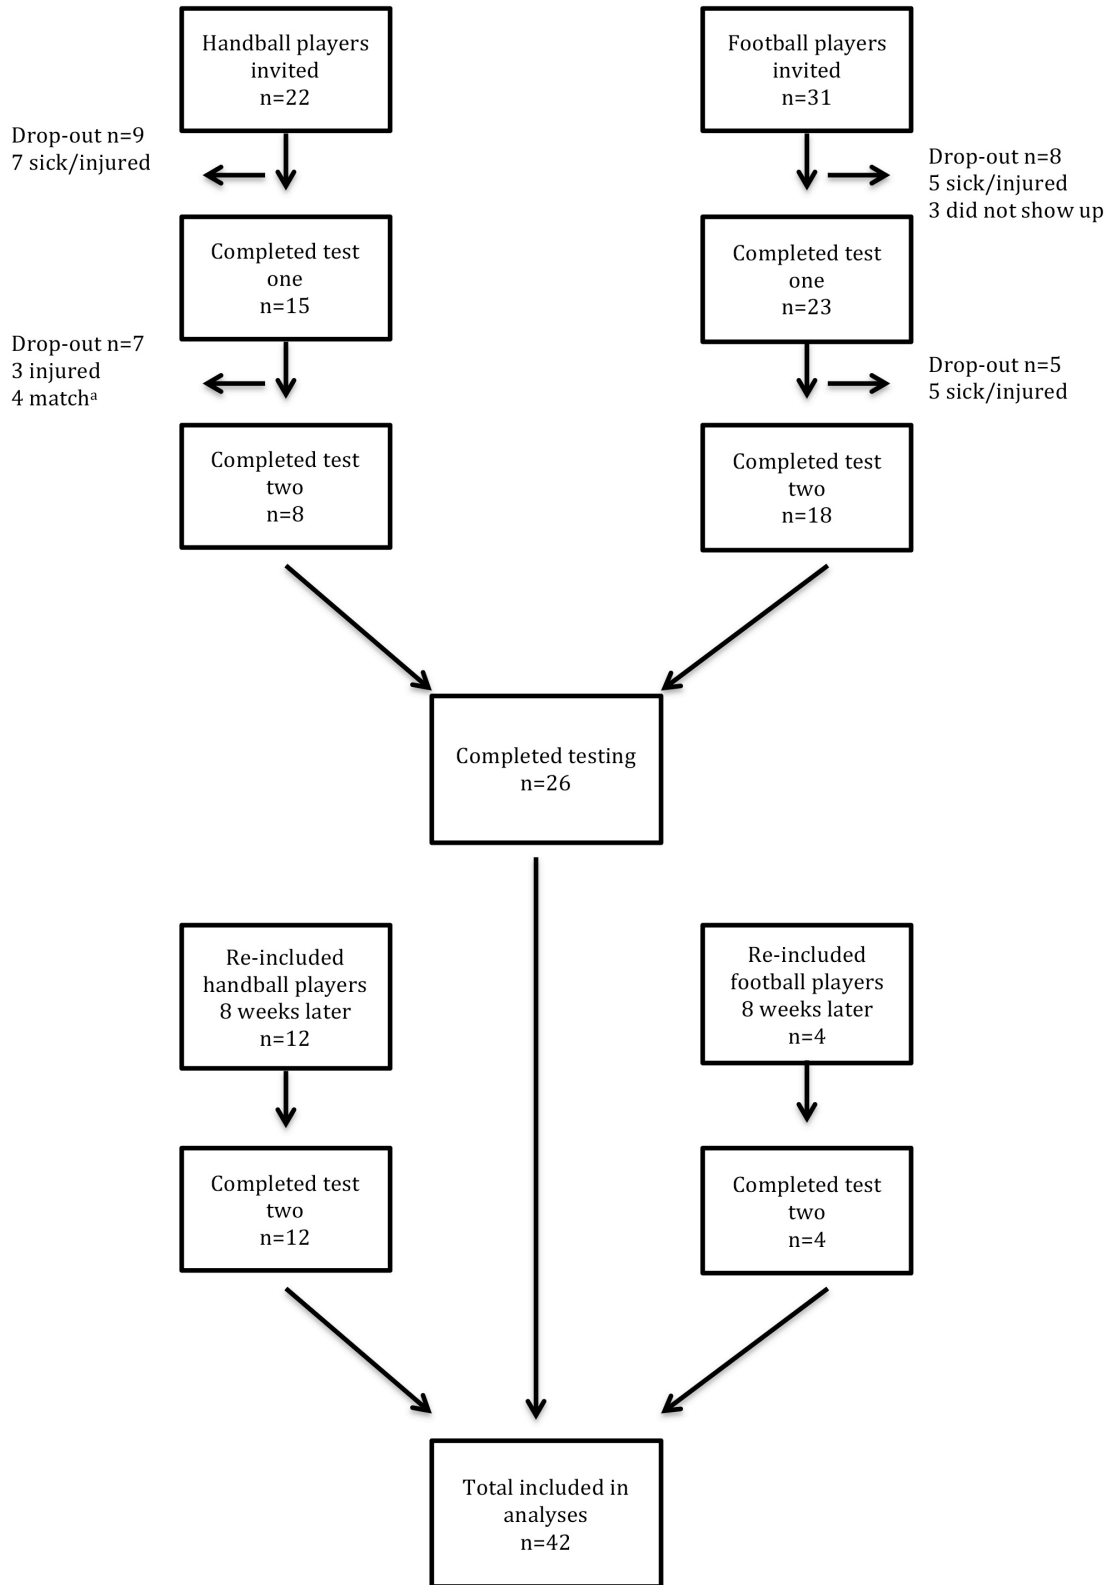 Handball players
invited
n=22
Football players
invited
n=31
Drop-out n=9
7 sick/injured
Drop-out n=8
5 sick/injured
3 did not show up
Completed test
one
n=15
Completed test
one
n=23
Drop-out n=7
3 injured
4 matchᵃ
Drop-out n=5
5 sick/injured
Completed test
two
n=8
Completed test
two
n=18
Completed testing
n=26
Re-included
handball players
8 weeks later
n=12
Re-included
football players
8 weeks later
n=4
Completed test
two
n=12
Completed test
two
n=4
Total included in
analyses
n=42